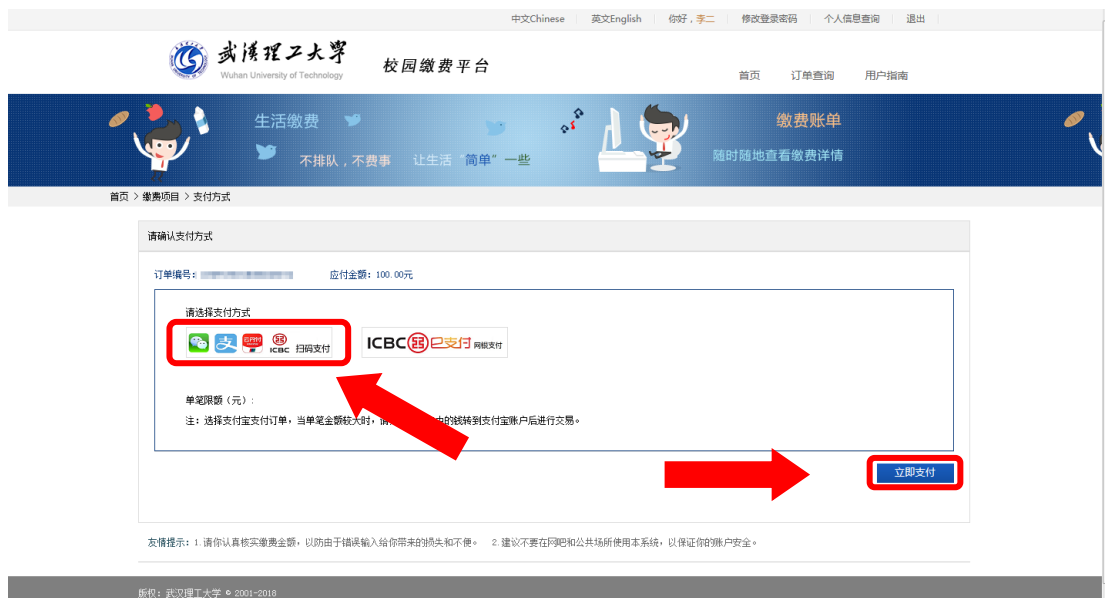 中文Chinese 英文English 你好，李二 修改登录密码 个人信息查询 退出
武汉理工大学
Wuhan University of Technology
校园缴费平台
首页 订单查询 用户指南
生活缴费
不排队，不费事 让生活“简单”一些
缴费账单
随时随地查看缴费详情
首页 > 缴费项目 > 支付方式
请确认支付方式
订单编号： 应付金额：100.00元
请选择支付方式
ICBC 扫码支付
ICBC e支付 网银支付
单笔限额（元）：
注：选择支付宝支付订单，当单笔金额较大时， 的钱转到支付宝账户后进行交易。
立即支付
友情提示：1.请你认真核实缴费金额，以防由于错误输入给你带来的损失和不便。 2.建议不要在网吧和公共场所使用本系统，以保证你的账户安全。
版权：武汉理工大学 © 2001-2018